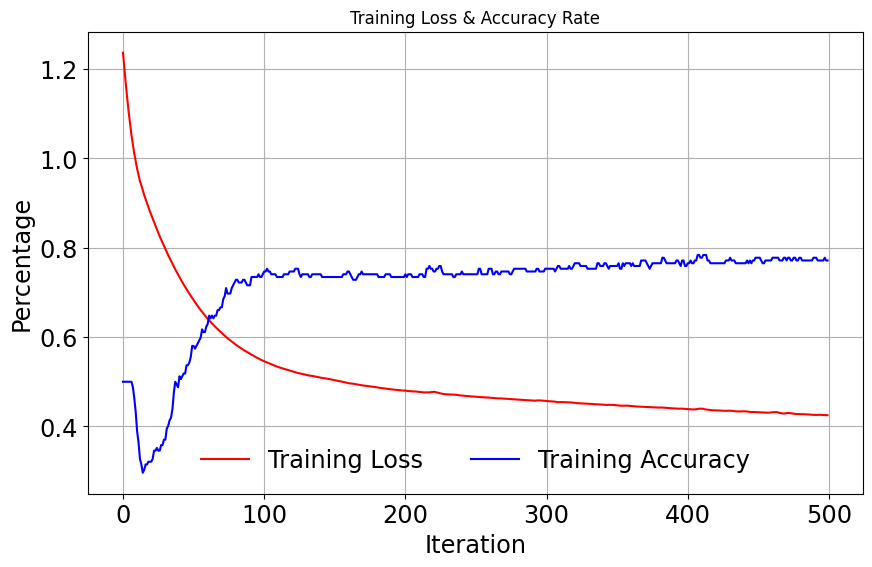 Training Loss & Accuracy Rate
Percentage
1.2
1.0
0.8
0.6
0.4
Training Loss Training Accuracy
0 100 200 300 400 500
Iteration